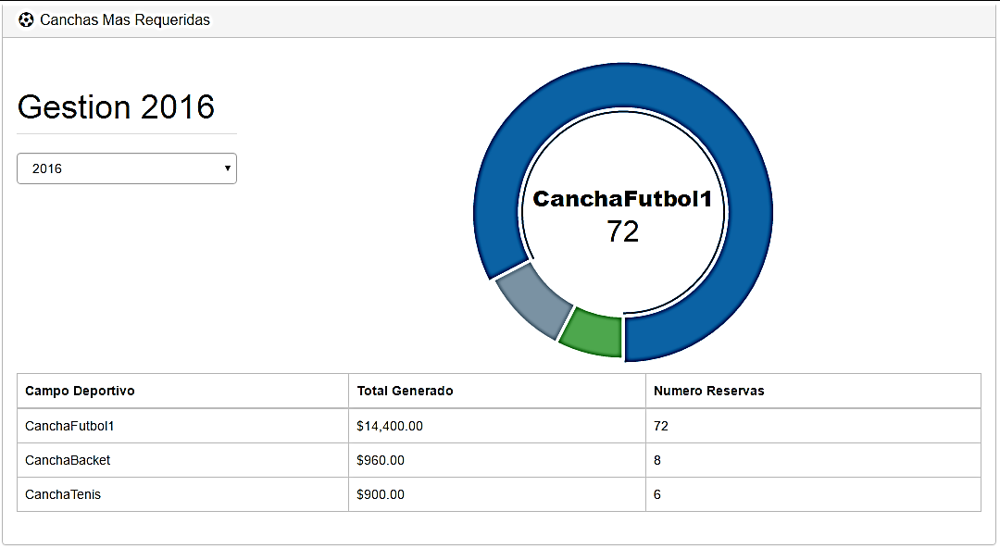 Canchas Mas Requeridas
Gestion 2016
2016
CanchaFutbol1
72
Campo Deportivo Total Generado Numero Reservas
CanchaFutbol1 $14,400.00 72
CanchaBacket $960.00 8
CanchaTenis $900.00 6